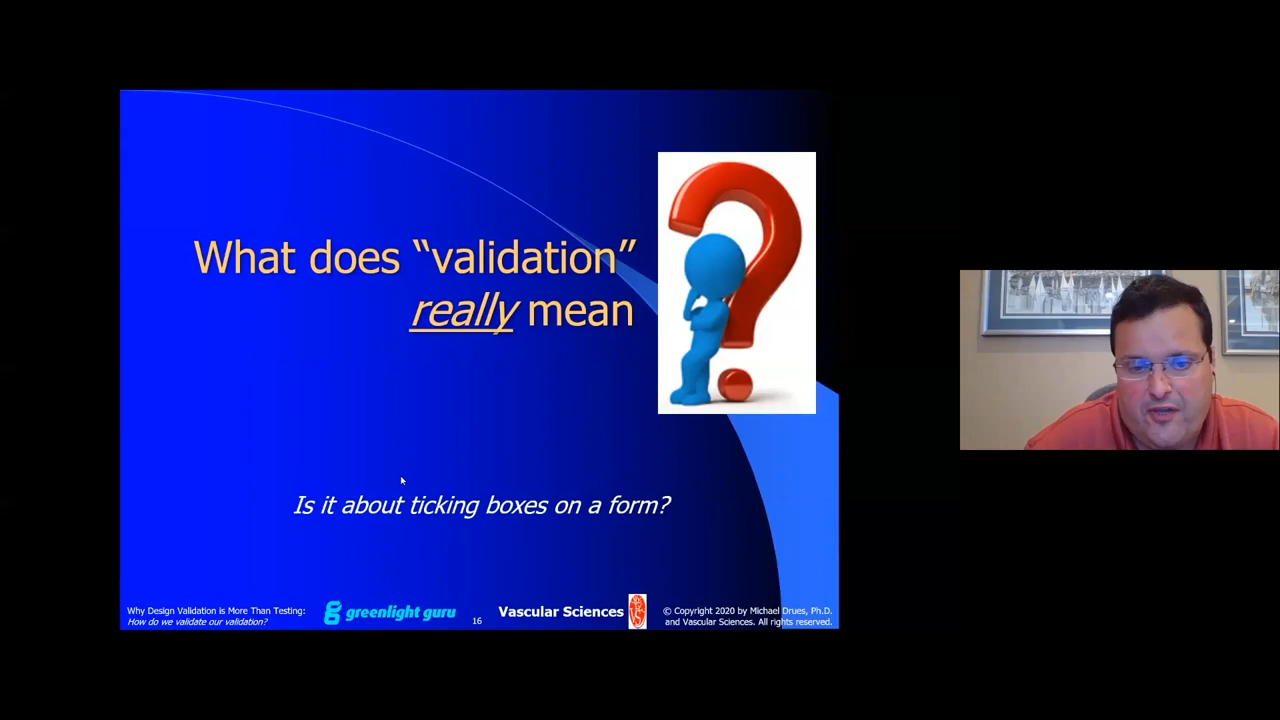 What does “validation”
really mean
Is it about ticking boxes on a form?
Why Design Validation is More Than Testing:
How do we validate our validation?
greenlight guru
16
Vascular Sciences
© Copyright 2020 by Michael Drues, Ph.D.
and Vascular Sciences. All rights reserved.